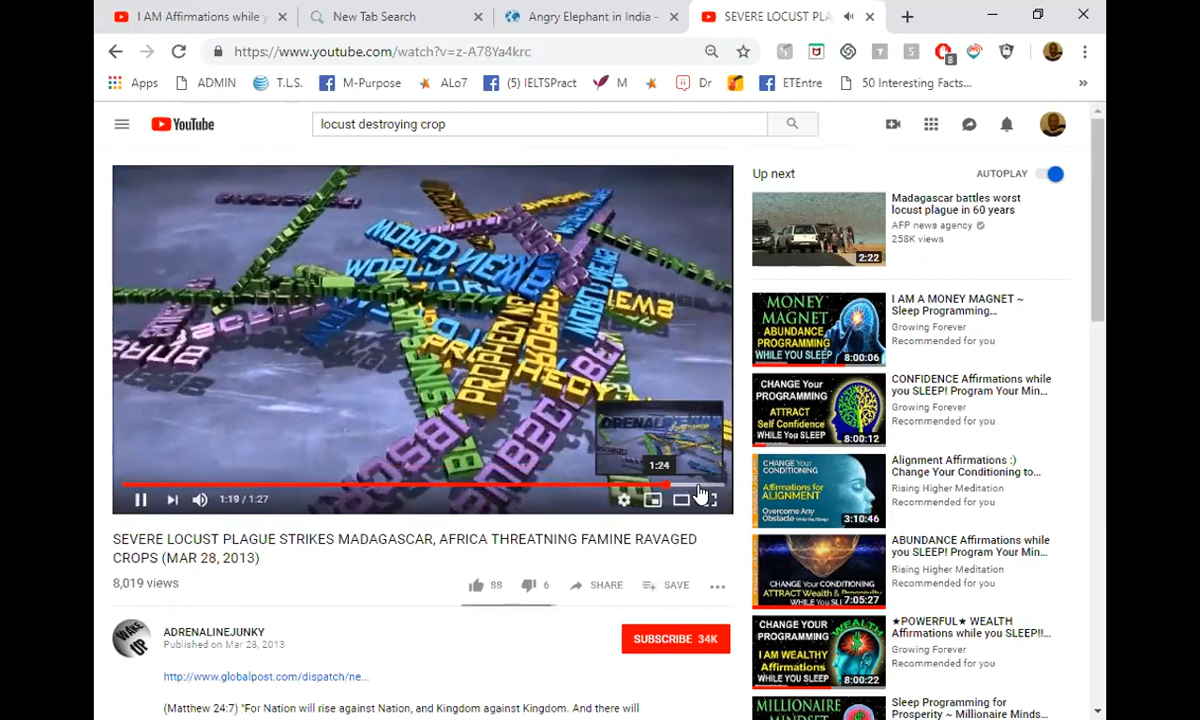 I AM Affirmations while y
New Tab Search
Angry Elephant in India -
SEVERE LOCUST PLA
https://www.youtube.com/watch?v=z-A78Ya4krc
8
Apps
ADMIN
T.L.S.
M-Purpose
ALo7
(5) IELTSPract
M
Dr
ETEntre
50 Interesting Facts...
»
YouTube
locust destroying crop
WORLD NEWS
PROPHED IN
1:24
1:19 / 1:27
SEVERE LOCUST PLAGUE STRIKES MADAGASCAR, AFRICA THREATNING FAMINE RAVAGED
CROPS (MAR 28, 2013)
8,019 views
88
6
SHARE
SAVE
WAKE
UP
ADRENALINEJUNKY
Published on Mar 28, 2013
SUBSCRIBE 34K
http://www.globalpost.com/dispatch/ne...
(Matthew 24:7) "For Nation will rise against Nation, and Kingdom against Kingdom. And there will
Up next
AUTOPLAY
2:22
Madagascar battles worst
locust plague in 60 years
AFP news agency
258K views
MONEY
MAGNET
ABUNDANCE
PROGRAMMING
WHILE YOU SLEEP
8:00:06
I AM A MONEY MAGNET ~
Sleep Programming...
Growing Forever
Recommended for you
CHANGE Your
PROGRAMMING
ATTRACT
Self Confidence
WHILE You SLEEP
8:00:12
CONFIDENCE Affirmations while
you SLEEP! Program Your Min...
Growing Forever
Recommended for you
CHANGE Your
CONDITIONING
Affirmations for
ALIGNMENT
Overcome Any
Obstacle
3:10:46
Alignment Affirmations :)
Change Your Conditioning to...
Rising Higher Meditation
Recommended for you
CHANGE Your CONDITIONING
ATTRACT Wealth & Prosperity
WHILE YOU SLE
7:05:27
ABUNDANCE Affirmations while
you SLEEP! Program Your Min...
Rising Higher Meditation
Recommended for you
CHANGE YOUR
PROGRAMMING
WEALTH
I AM WEALTHY
Affirmations
while you SLEEP
8:00:22
★POWERFUL★ WEALTH
Affirmations while you SLEEP!!...
Growing Forever
Recommended for you
MILLIONAIRE
MINDSET
Sleep Programming for
Prosperity ~ Millionaire Minds...